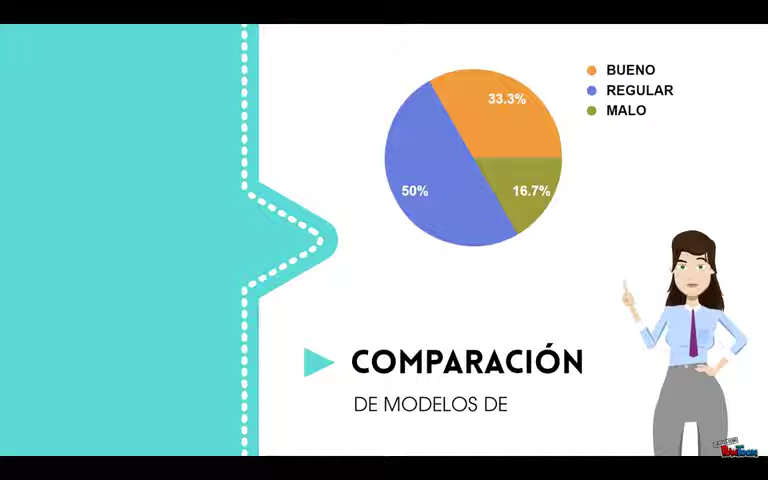 BUENO
REGULAR
MALO
33.3%
50%
16.7%
COMPARACIÓN
DE MODELOS DE